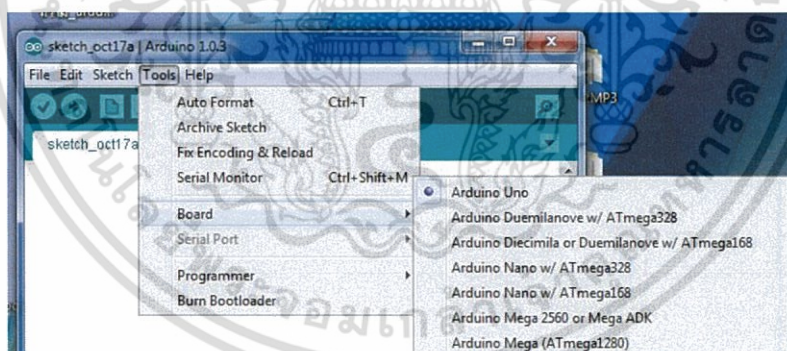 sketch_oct17a | Arduino 1.0.3
File Edit Sketch Tools Help
MP3
sketch_oct17a
Auto Format Ctrl+T
Archive Sketch
Fix Encoding & Reload
Serial Monitor Ctrl+Shift+M
Board
Serial Port
Programmer
Burn Bootloader
Arduino Uno
Arduino Duemilanove w/ ATmega328
Arduino Diecimila or Duemilanove w/ ATmega168
Arduino Nano w/ ATmega328
Arduino Nano w/ ATmega168
Arduino Mega 2560 or Mega ADK
Arduino Mega (ATmega1280)